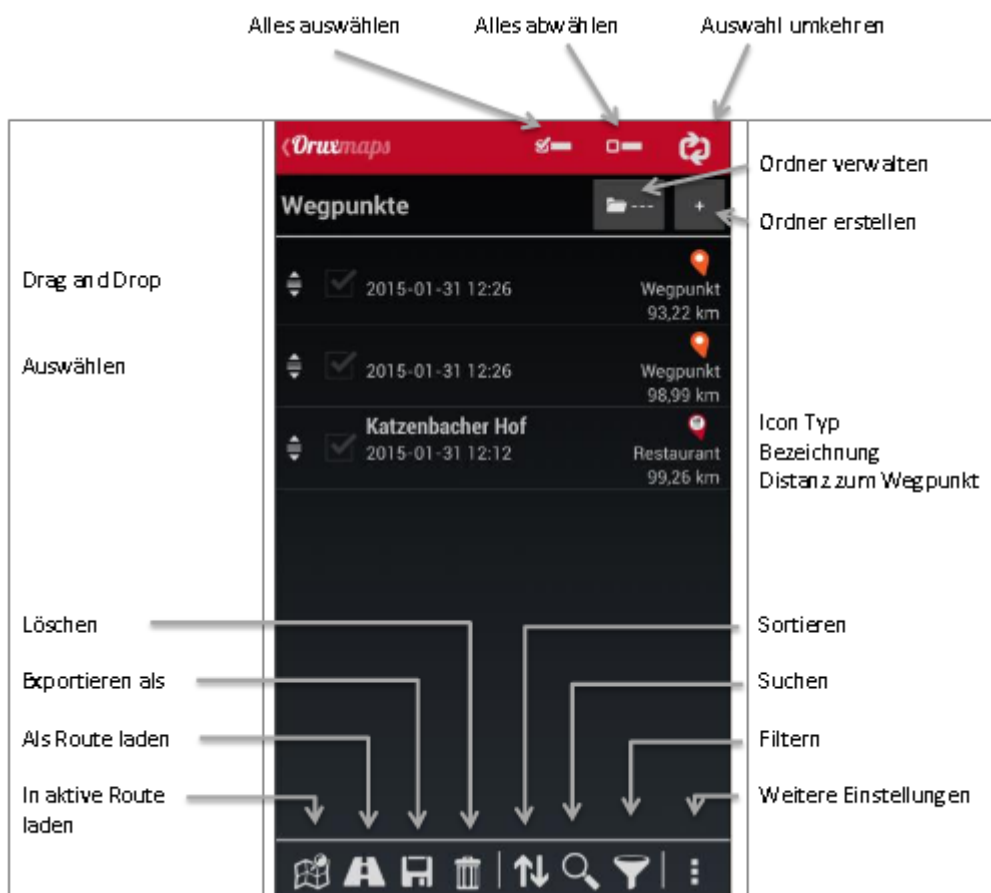 Alles auswählen
Alles abwählen
Auswahl umkehren
Oruxmaps
Ordner verwalten
Wegpunkte
---
+
Ordner erstellen
Drag and Drop
2015-01-31 12:26
Wegpunkt
93,22 km
Auswählen
2015-01-31 12:26
Wegpunkt
98,99 km
Katzenbacher Hof
2015-01-31 12:12
Restaurant
99,26 km
Icon Typ
Bezeichnung
Distanz zum Wegpunkt
Löschen
Sortieren
Exportieren als
Suchen
Als Route laden
Filtern
In aktive Route
laden
Weitere Einstellungen